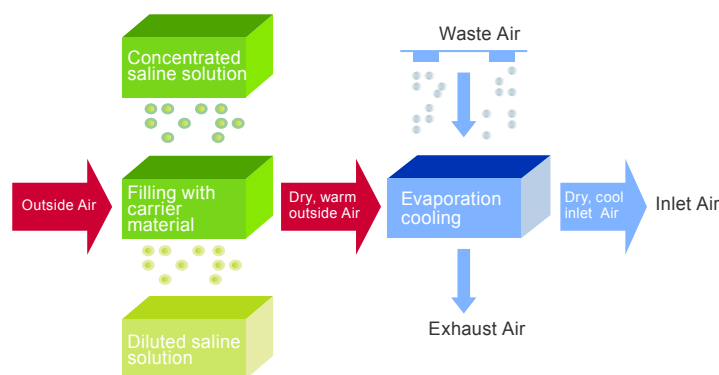 Concentrated
saline solution
Waste Air
Outside Air
Filling with
carrier
material
Dry, warm
outside Air
Evaporation
cooling
Dry, cool
inlet Air
Inlet Air
Exhaust Air
Diluted saline
solution